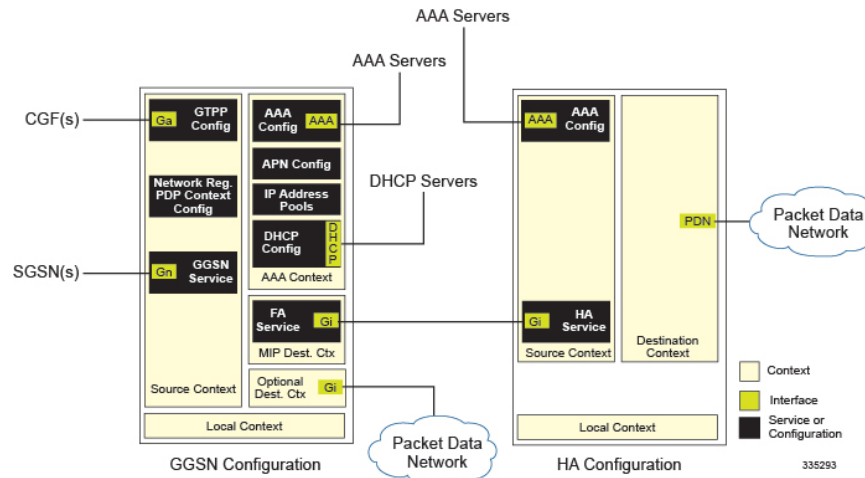 AAA Servers
AAA Servers
CGF(s)
Ga
GTPP
Config
AAA
Config
AAA
AAA
AAA
Config
APN Config
Network Reg.
PDP Context
Config
IP Address
Pools
DHCP Servers
DHCP
Config
D
H
C
P
AAA Context
SGSN(s)
Gn
GGSN
Service
PDN
Packet Data
Network
FA
Service
Gi
MIP Dest. Ctx
Gi
HA
Service
Source Context
Destination
Context
Source Context
Optional
Dest. Ctx
Gi
Local Context
Packet Data
Network
Local Context
Context
Interface
Service or
Configuration
GGSN Configuration
HA Configuration
335293